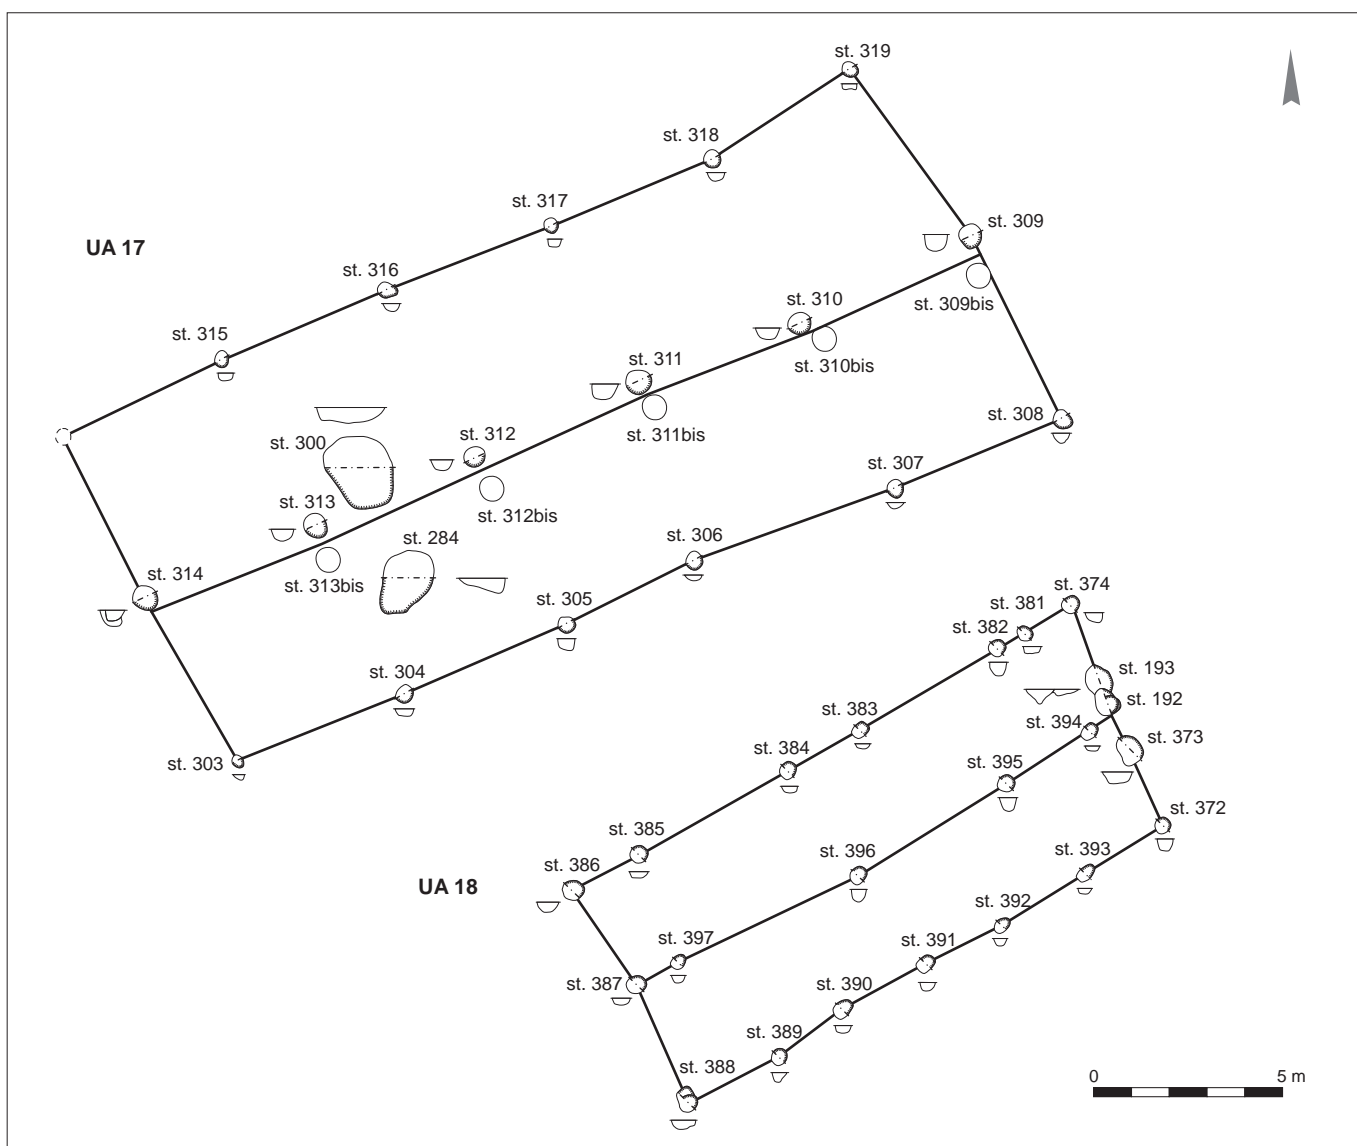 st. 319
st. 318
st. 317
st. 309
UA 17
st. 316
st. 309bis
st. 310
st. 315
st. 311
st. 310bis
st. 308
st. 311bis
st. 300
st. 312
st. 307
st. 313
st. 312bis
st. 306
st. 284
st. 314
st. 313bis
st. 374
st. 305
st. 381
st. 382
st. 304
st. 193
st. 192
st. 383
st. 394
st. 373
st. 303
st. 384
st. 395
st. 372
st. 385
st. 396
st. 393
st. 386
UA 18
st. 392
st. 397
st. 391
st. 387
st. 390
st. 389
st. 388
0 5 m